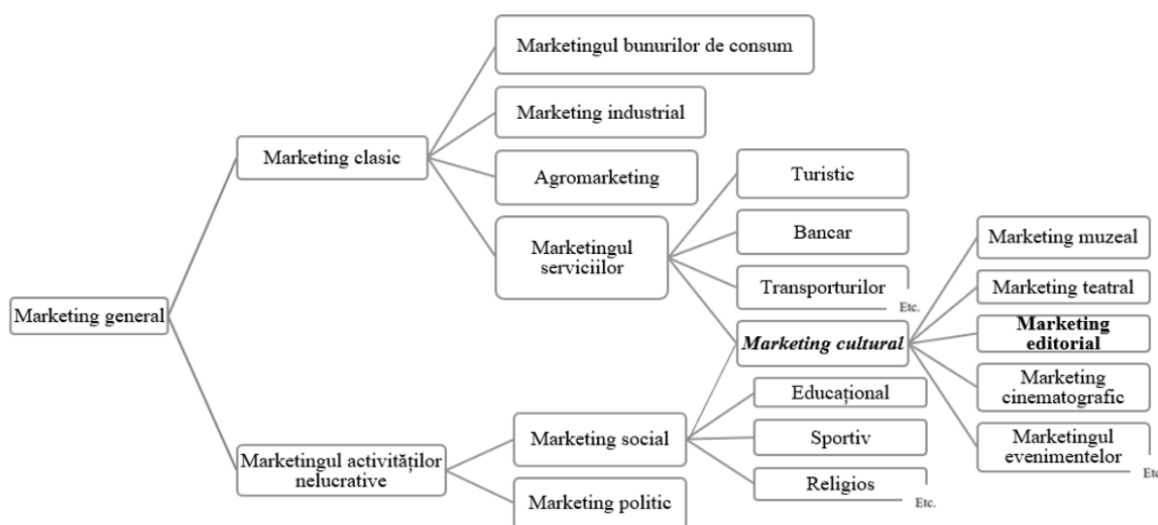 Marketing general
Marketing clasic
Marketingul activităților
nelucrative
Marketingul bunurilor de consum
Marketing industrial
Agromarketing
Marketingul
serviciilor
Marketing social
Marketing politic
Turistic
Bancar
Transporturilor
Etc.
Marketing cultural
Educațional
Sportiv
Religios
Etc.
Marketing muzeal
Marketing teatral
Marketing
editorial
Marketing
cinematografic
Marketingul
evenimentelor
Etc